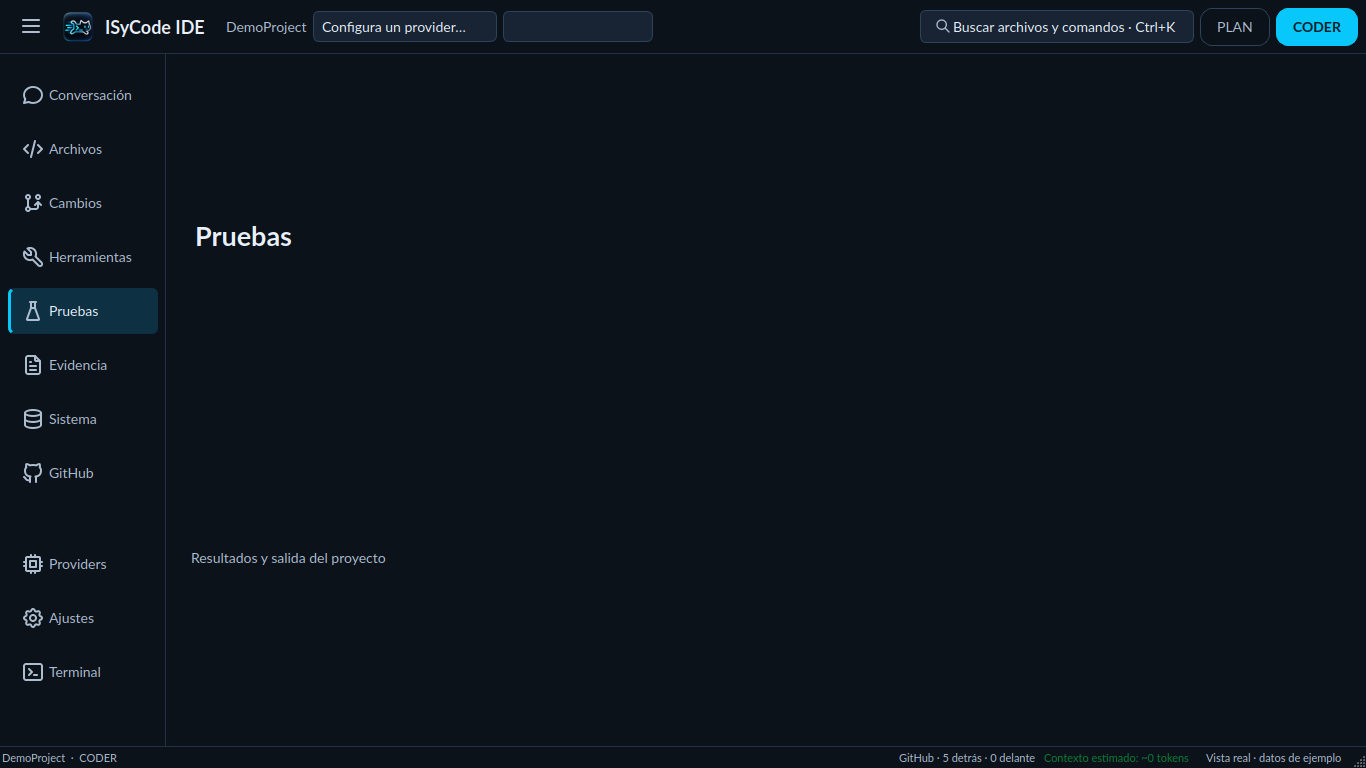 ISyCode IDE DemoProject Configura un provider... Buscar archivos y comandos · Ctrl+K PLAN CODER
Conversación
Archivos
Cambios
Herramientas
Pruebas
Evidencia
Sistema
GitHub
Providers
Ajustes
Terminal
Pruebas
Resultados y salida del proyecto
DemoProject · CODER
GitHub · 5 detrás · 0 delante Contexto estimado: ~0 tokens Vista real · datos de ejemplo